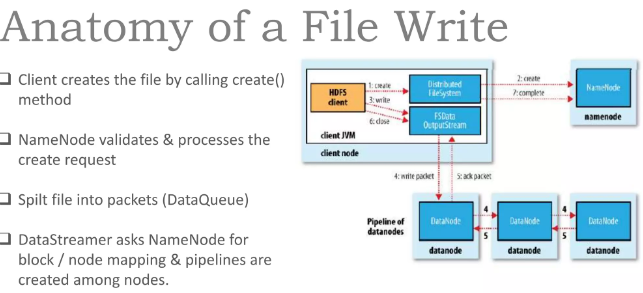 Anatomy of a File Write
Client creates the file by calling create()
method
NameNode validates & processes the
create request
Spilt file into packets (DataQueue)
DataStreamer asks NameNode for
block / node mapping & pipelines are
created among nodes.
HDFS
client
1: create
3: write
6: close
Distributed
FileSystem
FSData
OutputStream
client JVM
client node
2: create
7: complete
NameNode
namenode
4: write packet
5: ack packet
Pipeline of
datanodes
DataNode
datanode
4
5
DataNode
datanode
4
5
DataNode
datanode